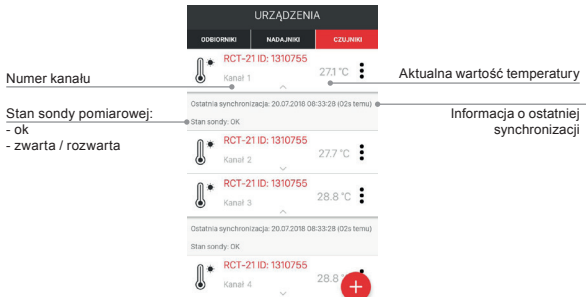 URZĄDZENIA
ODBIORNIKI NADAJNIKI CZUJNIKI
RCT-21 ID: 1310755
Kanał 1
27.1 °C
Numer kanału
Aktualna wartość temperatury
Ostatnia synchronizacja: 20.07.2018 08:33:28 (02s temu)
Stan sondy: OK
Stan sondy pomiarowej:
- ok
- zwarta / rozwarta
Informacja o ostatniej
synchronizacji
RCT-21 ID: 1310755
Kanał 2
27.7 °C
RCT-21 ID: 1310755
Kanał 3
28.8 °C
Ostatnia synchronizacja: 20.07.2018 08:33:28 (02s temu)
Stan sondy: OK
RCT-21 ID: 1310755
Kanał 4
28.8 °